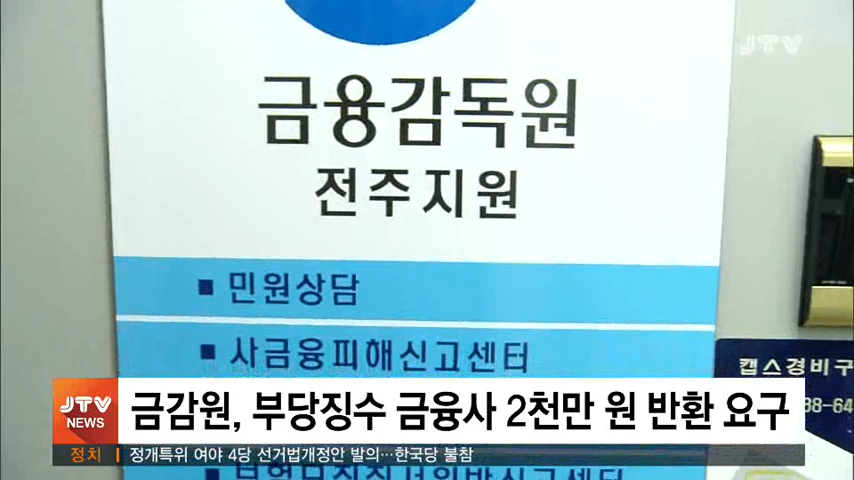 JTV
금융감독원
전주지원
■ 민원상담
■ 사금융피해신고센터
캡스경비구
38-64
JTV NEWS
금감원, 부당징수 금융사 2천만 원 반환 요구
정치 | 정개특위 여야 4당 선거법개정안 발의…한국당 불참